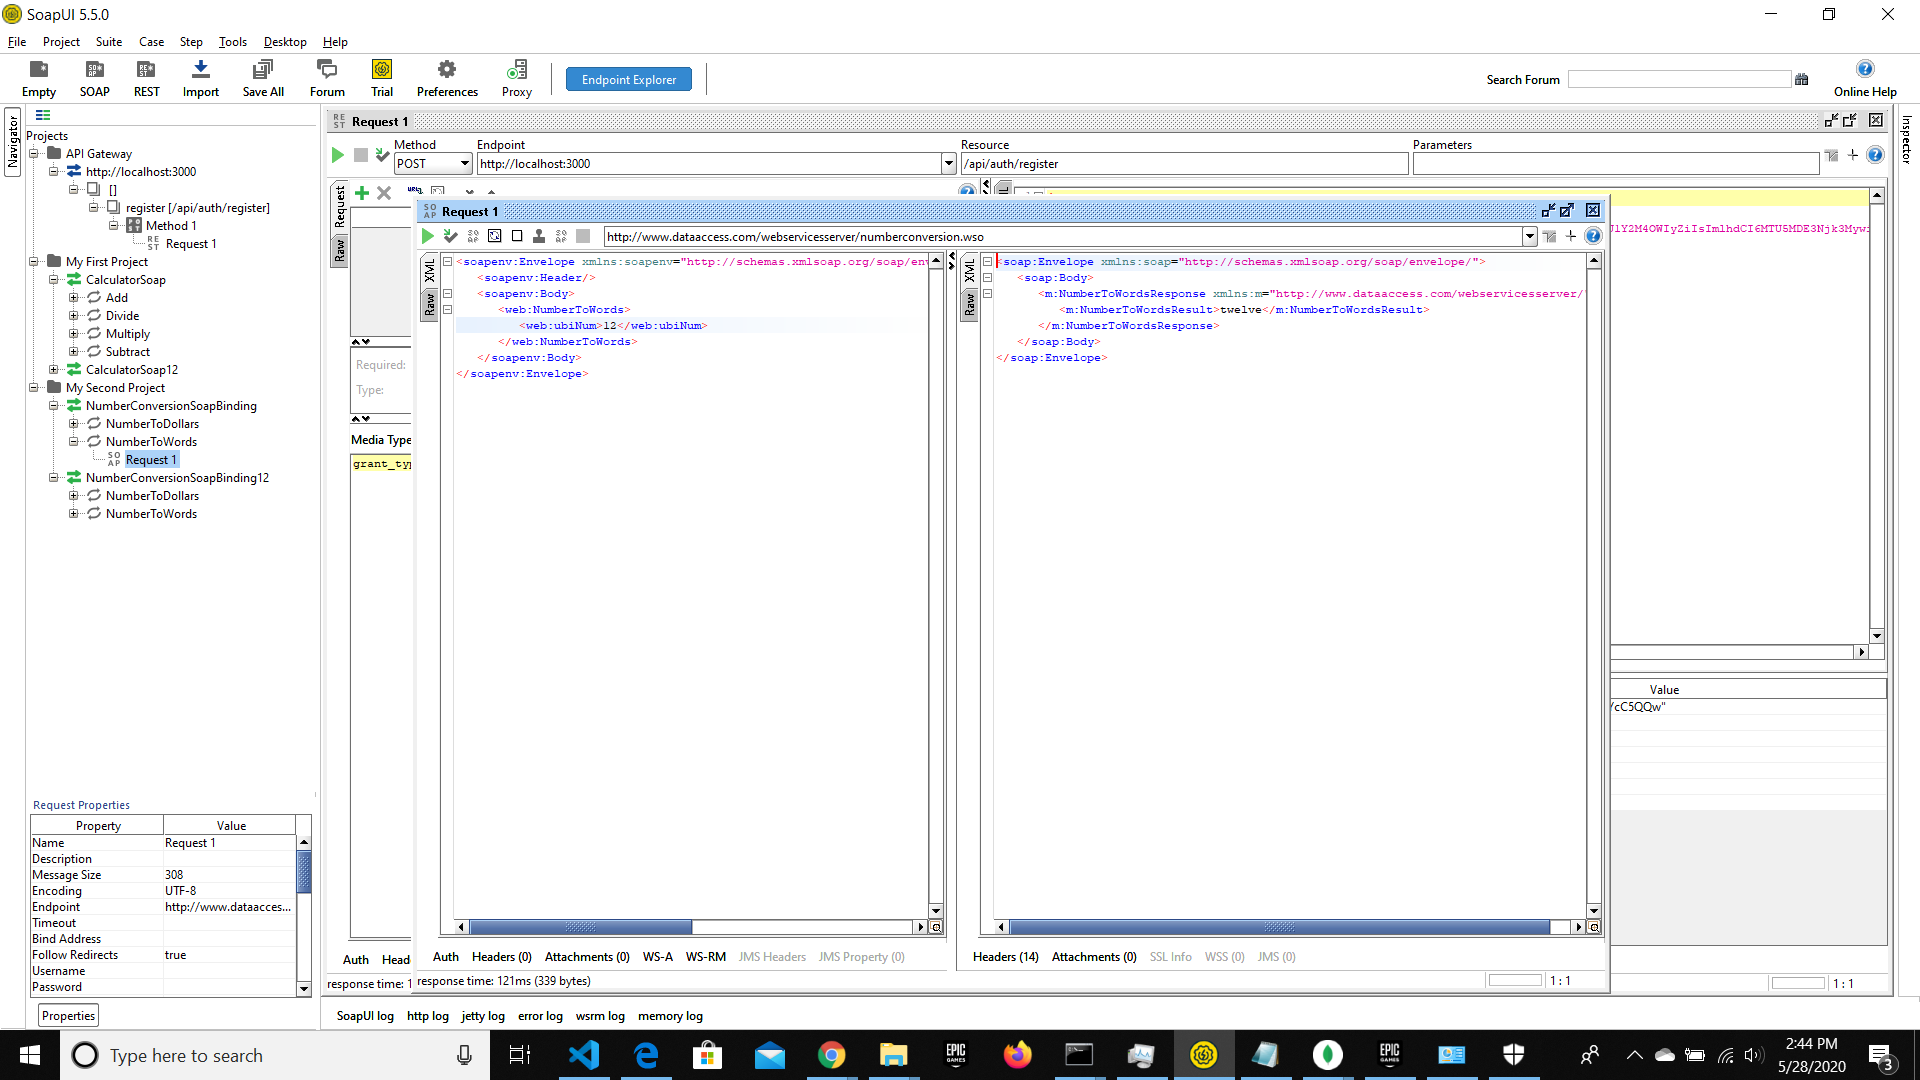 SoapUI 5.5.0
File Project Suite Case Step Tools Desktop Help
Empty SOAP REST Import Save All Forum Trial Preferences Proxy Endpoint Explorer Search Forum Online Help
Navigator
Projects
API Gateway
http://localhost:3000
[]
register [/api/auth/register]
Method 1
Request 1
My First Project
CalculatorSoap
Add
Divide
Multiply
Subtract
CalculatorSoap12
My Second Project
NumberConversionSoapBinding
NumberToDollars
NumberToWords
Request 1
NumberConversionSoapBinding12
NumberToDollars
NumberToWords
Request Properties
Property Value
Name Request 1
Description
Message Size 308
Encoding UTF-8
Endpoint http://www.dataacces...
Timeout
Bind Address
Follow Redirects true
Username
Password
Properties
Request 1
Method Endpoint Resource Parameters
POST http://localhost:3000 /api/auth/register
Inspector
Request
Raw
Required:
Type:
Media Type
grant_typ
Auth Head
response time: 1
Value
/cC5QQw"
1 : 1
Request 1
http://www.dataaccess.com/webservicesserver/numberconversion.wso
XML
Raw
<soapenv:Envelope xmlns:soapenv="http://schemas.xmlsoap.org/soap/env
<soapenv:Header/>
<soapenv:Body>
<web:NumberToWords>
<web:ubiNum>12</web:ubiNum>
</web:NumberToWords>
</soapenv:Body>
</soapenv:Envelope>
Auth Headers (0) Attachments (0) WS-A WS-RM JMS Headers JMS Property (0)
response time: 121ms (339 bytes)
XML
Raw
<soap:Envelope xmlns:soap="http://schemas.xmlsoap.org/soap/envelope/">
<soap:Body>
<m:NumberToWordsResponse xmlns:m="http://www.dataaccess.com/webservicesserver/"
<m:NumberToWordsResult>twelve</m:NumberToWordsResult>
</m:NumberToWordsResponse>
</soap:Body>
</soap:Envelope>
Headers (14) Attachments (0) SSL Info WSS (0) JMS (0)
1 : 1
SoapUI log http log jetty log error log wsrm log memory log
Type here to search
2:44 PM
5/28/2020
3